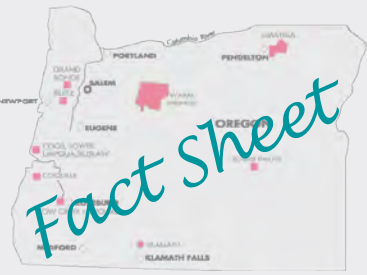 Columbia River
UMATILLA
PORTLAND
PENDELTON
GRAND
RONDE
SALEM
SILETZ
WARM
SPRINGS
NEWPORT
EUGENE
OREGON
COOS, LOWER
UMPQUA, SIUSLAW
BURNS PAIUTE
COQUILLE
ROSEBURG
COW CREEK
MEDFORD
KLAMATH
KLAMATH FALLS
Fact Sheet